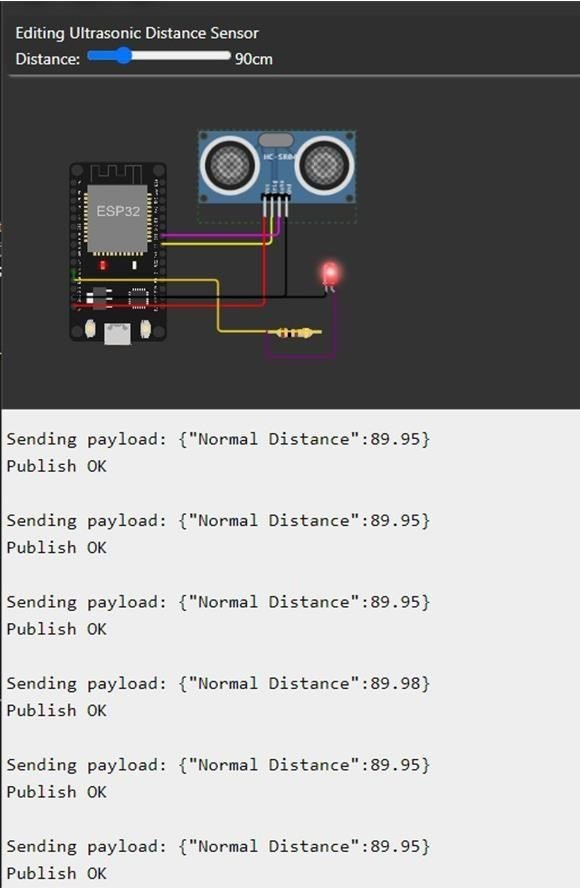 Editing Ultrasonic Distance Sensor
Distance: 90cm
HC-SR04
ESP32
Sending payload: {"Normal Distance":89.95}
Publish OK
Sending payload: {"Normal Distance":89.95}
Publish OK
Sending payload: {"Normal Distance":89.95}
Publish OK
Sending payload: {"Normal Distance":89.98}
Publish OK
Sending payload: {"Normal Distance":89.95}
Publish OK
Sending payload: {"Normal Distance":89.95}
Publish OK